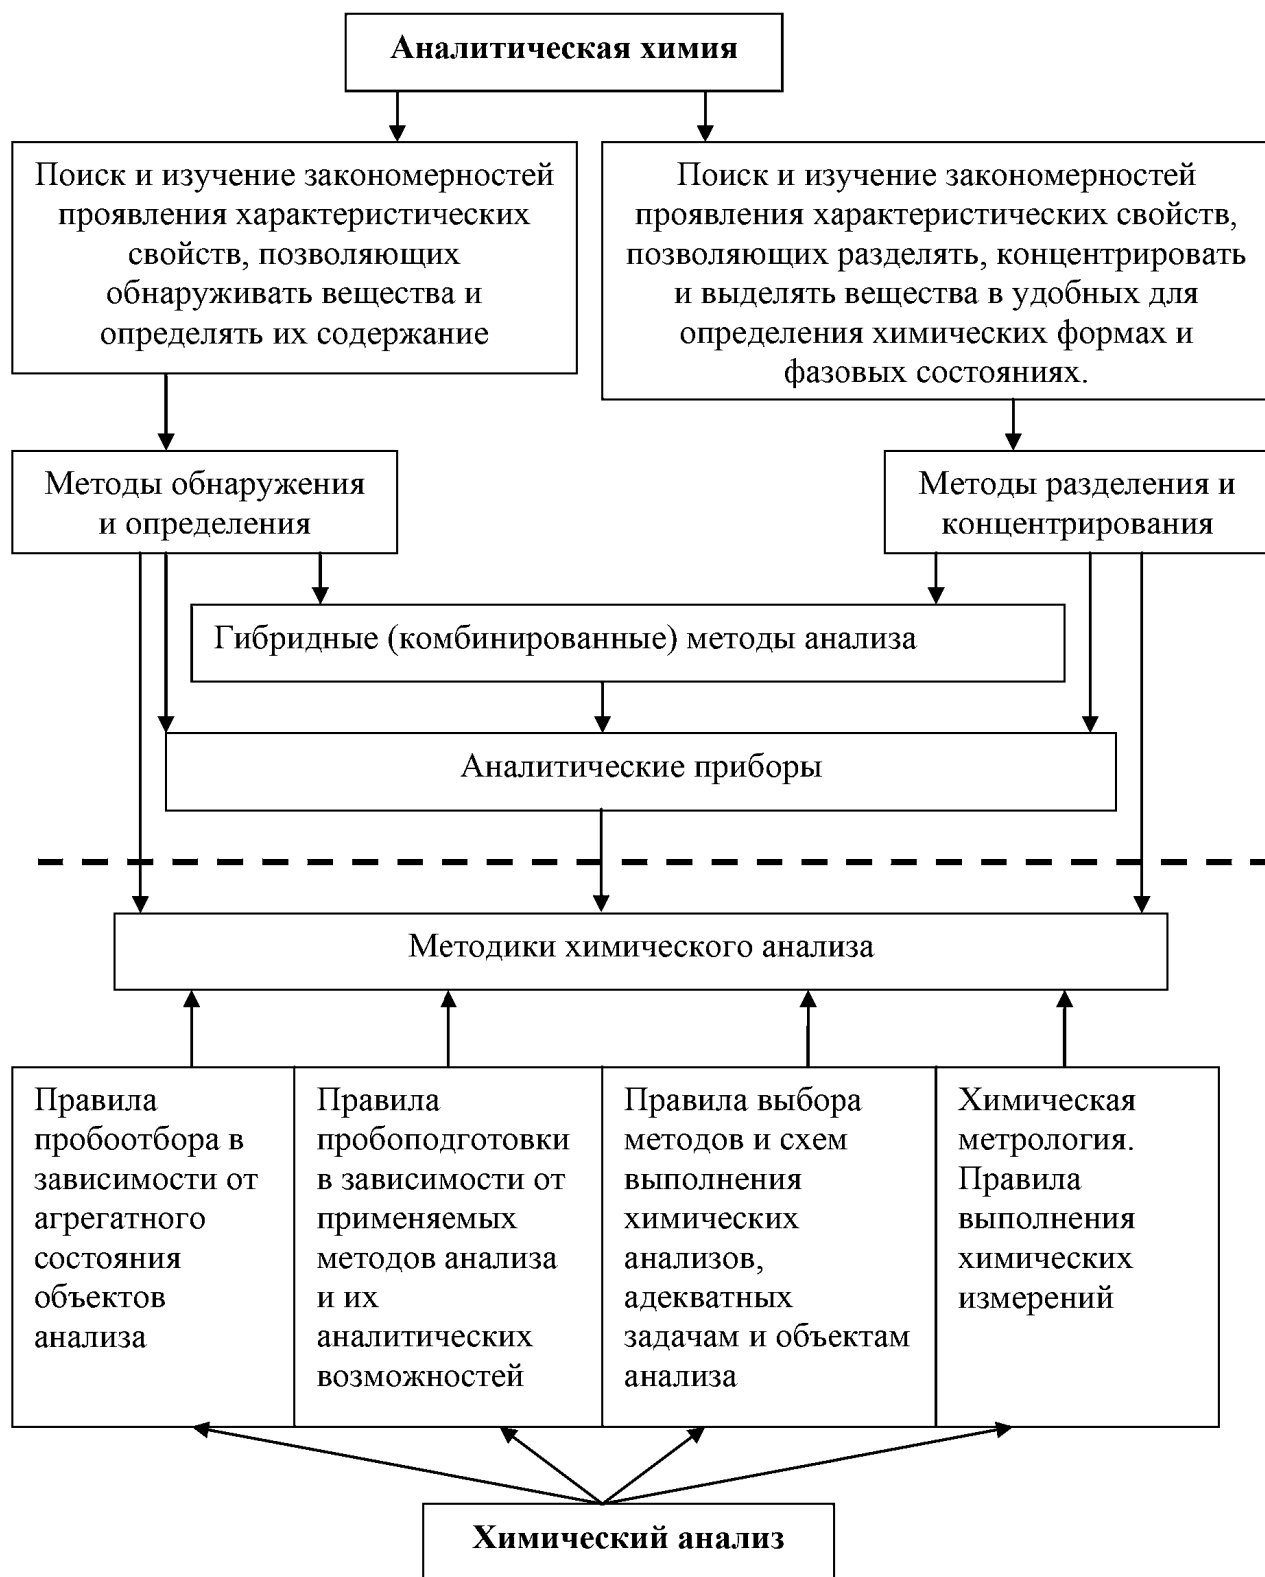 Аналитическая химия
Поиск и изучение закономерностей
проявления характеристических
свойств, позволяющих
обнаруживать вещества и
определять их содержание
Поиск и изучение закономерностей
проявления характеристических свойств,
позволяющих разделять, концентрировать
и выделять вещества в удобных для
определения химических формах и
фазовых состояниях.
Методы обнаружения
и определения
Методы разделения и
концентрирования
Гибридные (комбинированные) методы анализа
Аналитические приборы
Методики химического анализа
Правила
пробоотбора в
зависимости от
агрегатного
состояния
объектов
анализа
Правила
пробоподготовки
в зависимости от
применяемых
методов анализа
и их
аналитических
возможностей
Правила выбора
методов и схем
выполнения
химических
анализов,
адекватных
задачам и объектам
анализа
Химическая
метрология.
Правила
выполнения
химических
измерений
Химический анализ